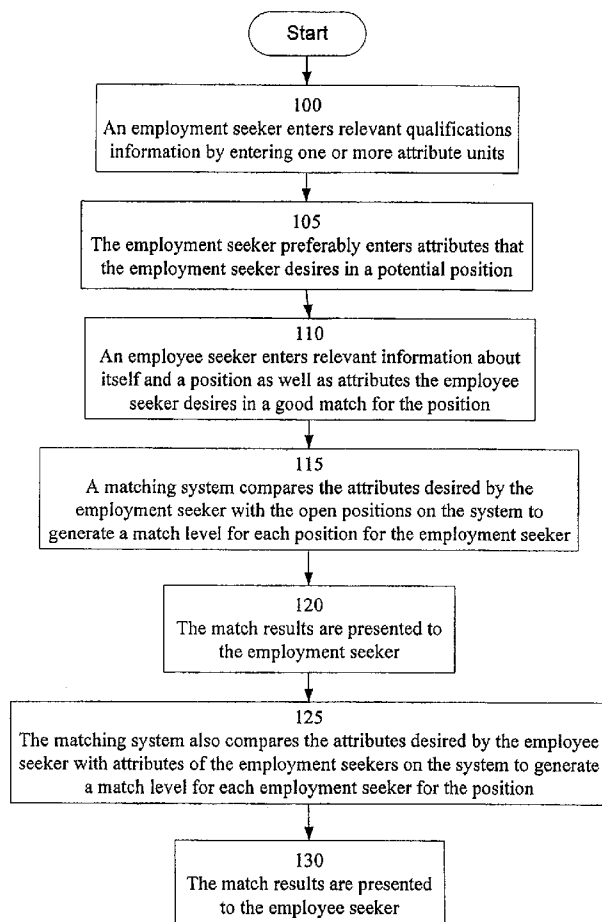 Start
100
An employment seeker enters relevant qualifications
information by entering one or more attribute units
105
The employment seeker preferably enters attributes that
the employment seeker desires in a potential position
110
An employee seeker enters relevant information about
itself and a position as well as attributes the employee
seeker desires in a good match for the position
115
A matching system compares the attributes desired by the
employment seeker with the open positions on the system to
generate a match level for each position for the employment seeker
120
The match results are presented to
the employment seeker
125
The matching system also compares the attributes desired by the employee
seeker with attributes of the employment seekers on the system to generate
a match level for each employment seeker for the position
130
The match results are presented
to the employee seeker